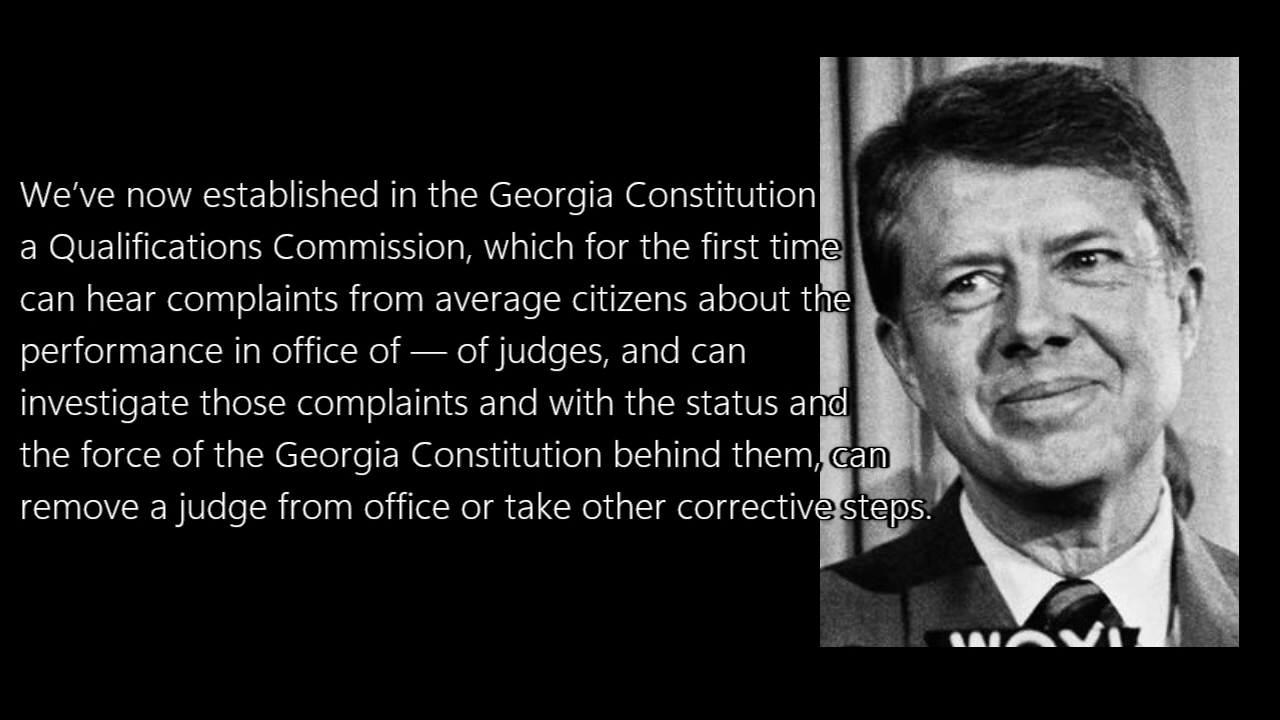 We’ve now established in the Georgia Constitution
a Qualifications Commission, which for the first time
can hear complaints from average citizens about the
performance in office of — of judges, and can
investigate those complaints and with the status and
the force of the Georgia Constitution behind them, can
remove a judge from office or take other corrective steps.